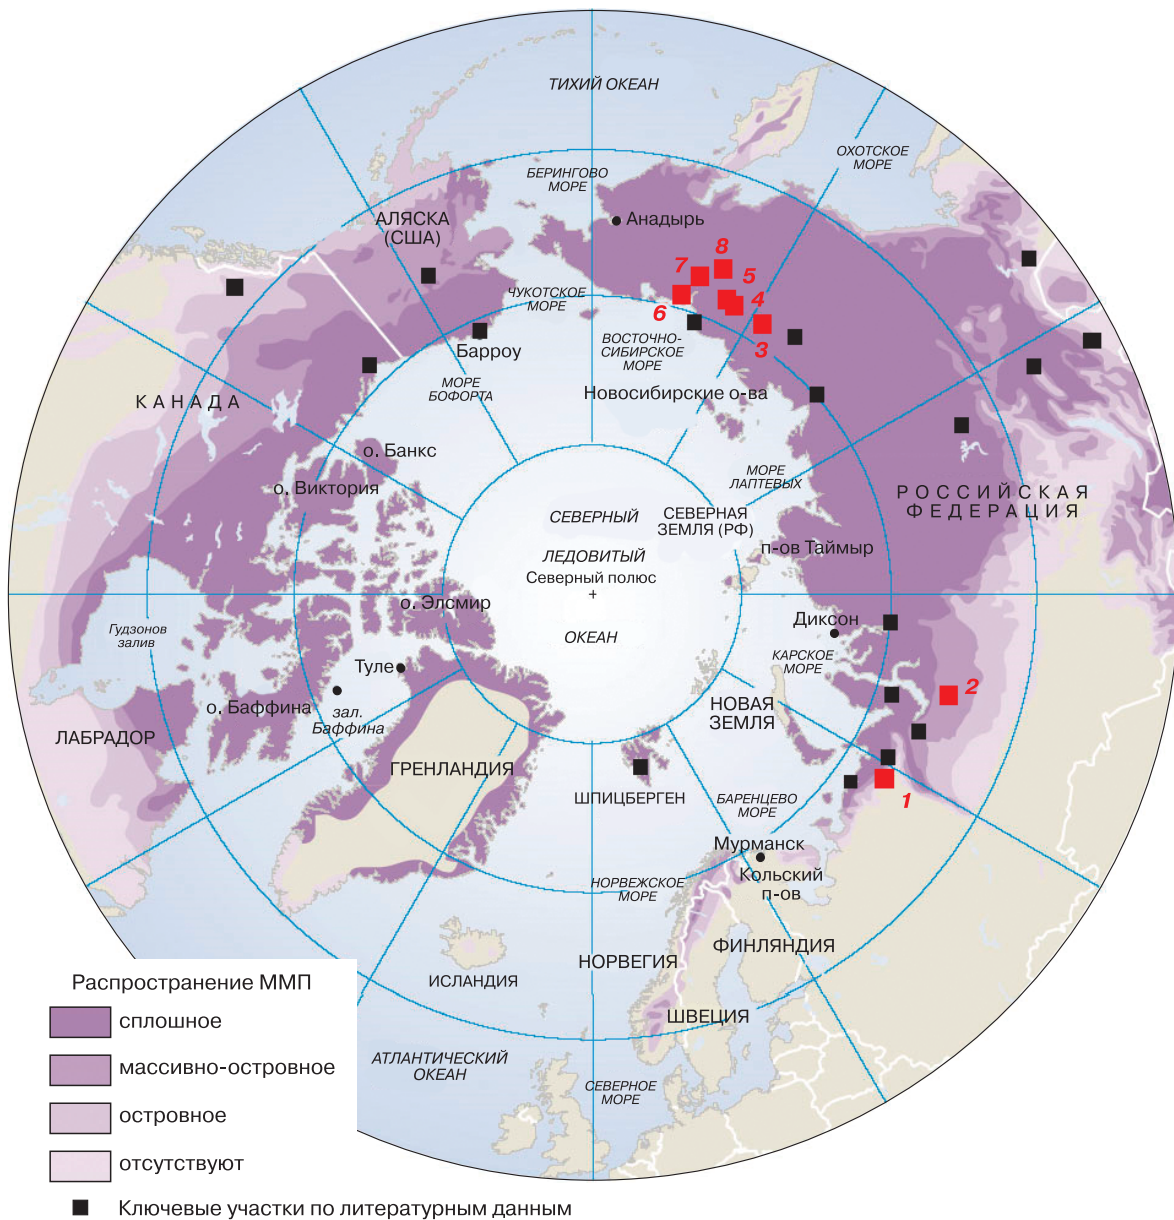 ТИХИЙ ОКЕАН
ОХОТСКОЕ
МОРЕ
БЕРИНГОВО
МОРЕ
АЛЯСКА
(США)
Анадырь
8
7
5
4
6
3
ЧУКОТСКОЕ
МОРЕ
Барроу
ВОСТОЧНО-
СИБИРСКОЕ
МОРЕ
МОРЕ
БОФОРТА
Новосибирские о-ва
КАНАДА
о. Банкс
о. Виктория
МОРЕ
ЛАПТЕВЫХ
РОССИЙСКАЯ
ФЕДЕРАЦИЯ
СЕВЕРНЫЙ
СЕВЕРНАЯ
ЗЕМЛЯ (РФ)
п-ов Таймыр
ЛЕДОВИТЫЙ
Северный полюс
+
о. Элсмир
ОКЕАН
Диксон
Гудзонов
залив
КАРСКОЕ
МОРЕ
Туле
2
о. Баффина
зал.
Баффина
НОВАЯ
ЗЕМЛЯ
ЛАБРАДОР
ГРЕНЛАНДИЯ
ШПИЦБЕРГЕН
БАРЕНЦЕВО
МОРЕ
1
Мурманск
Кольский
п-ов
НОРВЕЖСКОЕ
МОРЕ
ФИНЛЯНДИЯ
НОРВЕГИЯ
ИСЛАНДИЯ
ШВЕЦИЯ
АТЛАНТИЧЕСКИЙ
ОКЕАН
СЕВЕРНОЕ
МОРЕ
Распространение ММП
сплошное
массивно-островное
островное
отсутствуют
Ключевые участки по литературным данным